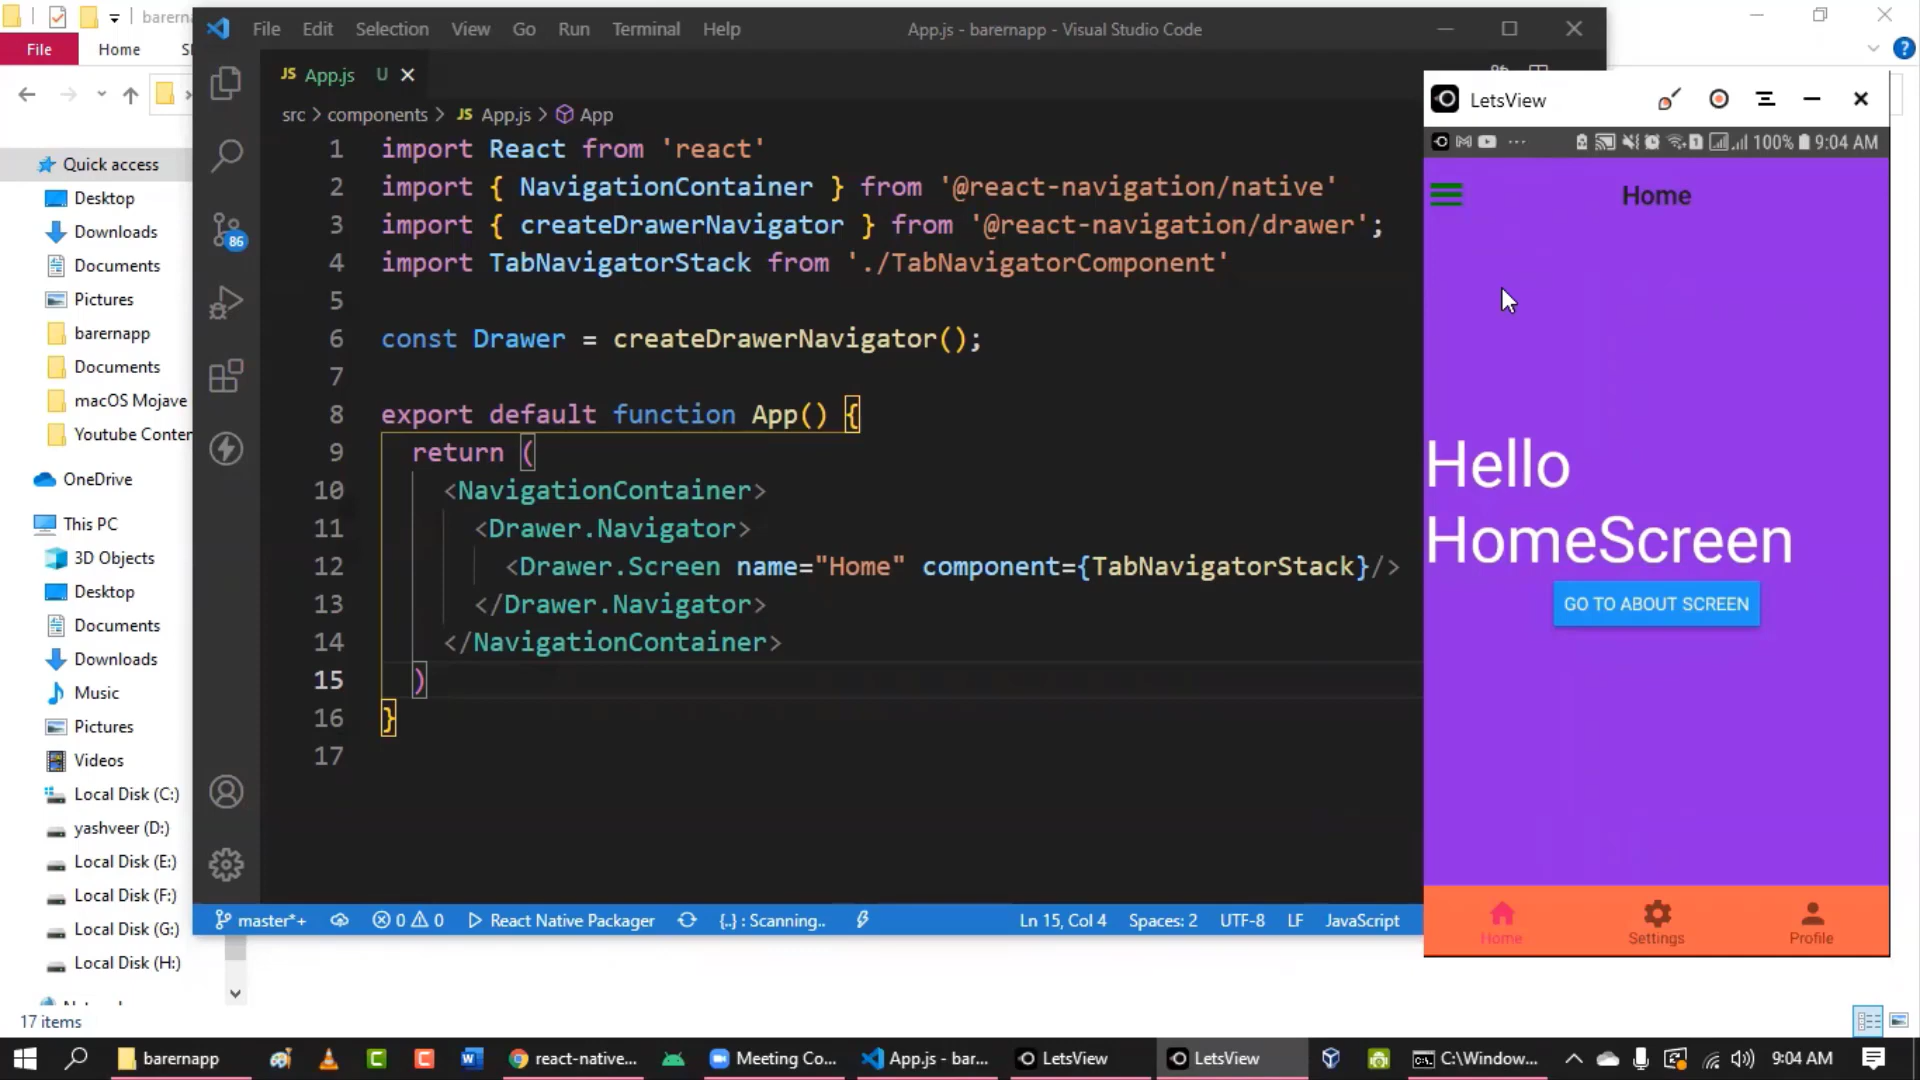 barerna
File
Home
Quick access
Desktop
Downloads
Documents
Pictures
barernapp
Documents
macOS Mojave
Youtube Conter
OneDrive
This PC
3D Objects
Desktop
Documents
Downloads
Music
Pictures
Videos
Local Disk (C:)
yashveer (D:)
Local Disk (E:)
Local Disk (F:)
Local Disk (G:)
Local Disk (H:)
17 items
File Edit Selection View Go Run Terminal Help
App.js - barernapp - Visual Studio Code
JS App.js U
src > components > JS App.js > App
86
1 import React from 'react'
2 import { NavigationContainer } from '@react-navigation/native'
3 import { createDrawerNavigator } from '@react-navigation/drawer';
4 import TabNavigatorStack from './TabNavigatorComponent'
5
6 const Drawer = createDrawerNavigator();
7
8 export default function App() {
9 return (
10 <NavigationContainer>
11 <Drawer.Navigator>
12 <Drawer.Screen name="Home" component={TabNavigatorStack}/>
13 </Drawer.Navigator>
14 </NavigationContainer>
15 )
16 }
17
master*+ 0 0 React Native Packager {..} : Scanning.. Ln 15, Col 4 Spaces: 2 UTF-8 LF JavaScript
LetsView
100% 9:04 AM
Home
Hello
HomeScreen
GO TO ABOUT SCREEN
Home Settings Profile
barernapp react-native... Meeting Co... App.js - bar... LetsView LetsView C:\Window... 9:04 AM